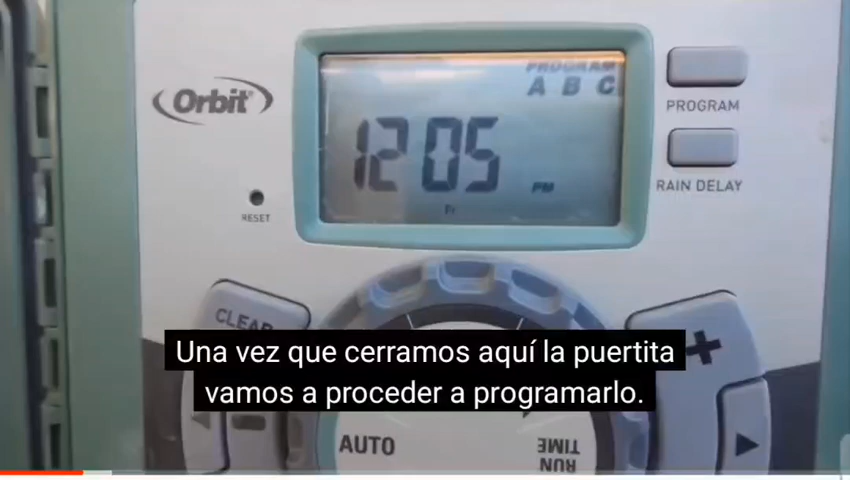 PROGRAM
A B C
Orbit
12 05
PM
Fr
PROGRAM
RAIN DELAY
RESET
CLEAR
+
Una vez que cerramos aquí la puertita
vamos a proceder a programarlo.
-
AUTO
RUN
TIME